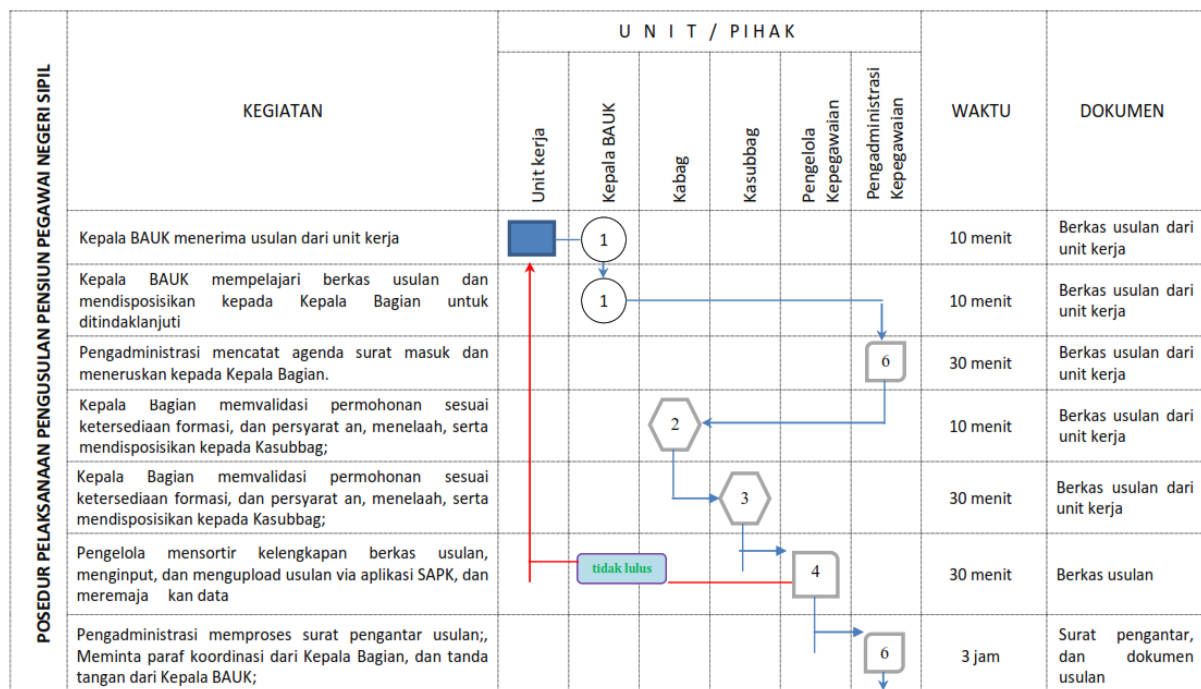 POSEDUR PELAKSANAAN PENGUSULAN PENSIUN PEGAWAI NEGERI SIPIL
KEGIATAN
U N I T / PIHAK
Unit kerja
Kepala BAUK
Kabag
Kasubbag
Pengelola
Kepegawaian
Pengadministrasi
Kepegawaian
WAKTU
DOKUMEN
Kepala BAUK menerima usulan dari unit kerja
1
10 menit
Berkas usulan dari
unit kerja
Kepala BAUK mempelajari berkas usulan dan
mendisposisikan kepada Kepala Bagian untuk
ditindaklanjuti
1
10 menit
Berkas usulan dari
unit kerja
Pengadministrasi mencatat agenda surat masuk dan
meneruskan kepada Kepala Bagian.
6
30 menit
Berkas usulan dari
unit kerja
Kepala Bagian memvalidasi permohonan sesuai
ketersediaan formasi, dan persyarat an, menelaah, serta
mendisposisikan kepada Kasubbag;
2
10 menit
Berkas usulan dari
unit kerja
Kepala Bagian memvalidasi permohonan sesuai
ketersediaan formasi, dan persyarat an, menelaah, serta
mendisposisikan kepada Kasubbag;
3
30 menit
Berkas usulan dari
unit kerja
Pengelola mensortir kelengkapan berkas usulan,
menginput, dan mengupload usulan via aplikasi SAPK, dan
meremaja kan data
tidak lulus
4
30 menit
Berkas usulan
Pengadministrasi memproses surat pengantar usulan;,
Meminta paraf koordinasi dari Kepala Bagian, dan tanda
tangan dari Kepala BAUK;
6
3 jam
Surat pengantar,
dan dokumen
usulan